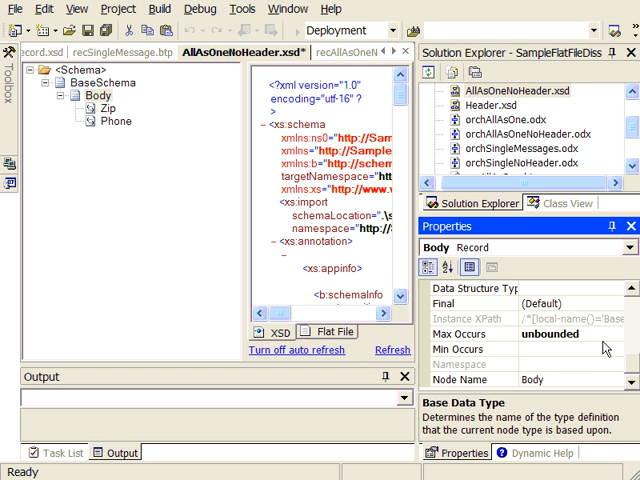 File Edit View Project Build Debug Tools Window Help
Deployment
ecord.xsd recSingleMessage.btp AllAsOneNoHeader.xsd* recAllAsOneN
Toolbox
<Schema>
BaseSchema
Body
Zip
Phone
<?xml version="1.0"
encoding="utf-16" ?
>
<xs:schema
xmlns:ns0="http://Sam
xmlns="http://Sample
xmlns:b="http://schem
targetNamespace="htt
xmlns:xs="http://www.w
<xs:import
schemaLocation=".\s
namespace="http://S
<xs:annotation>
<xs:appinfo>
<b:schemaInfo
XSD Flat File
Turn off auto refresh Refresh
Solution Explorer - SampleFlatFileDiss
AllAsOneNoHeader.xsd
Header.xsd
orchAllAsOne.odx
orchAllAsOneNoHeader.odx
orchSingleMessages.odx
orchSingleNoHeader.odx
Solution Explorer Class View
Properties
Body Record
Data Structure Typ
Final (Default)
Instance XPath /*[local-name()='Base
Max Occurs unbounded
Min Occurs
Namespace
Node Name Body
Base Data Type
Determines the name of the type definition
that the current node type is based upon.
Properties Dynamic Help
Output
Task List Output
Ready